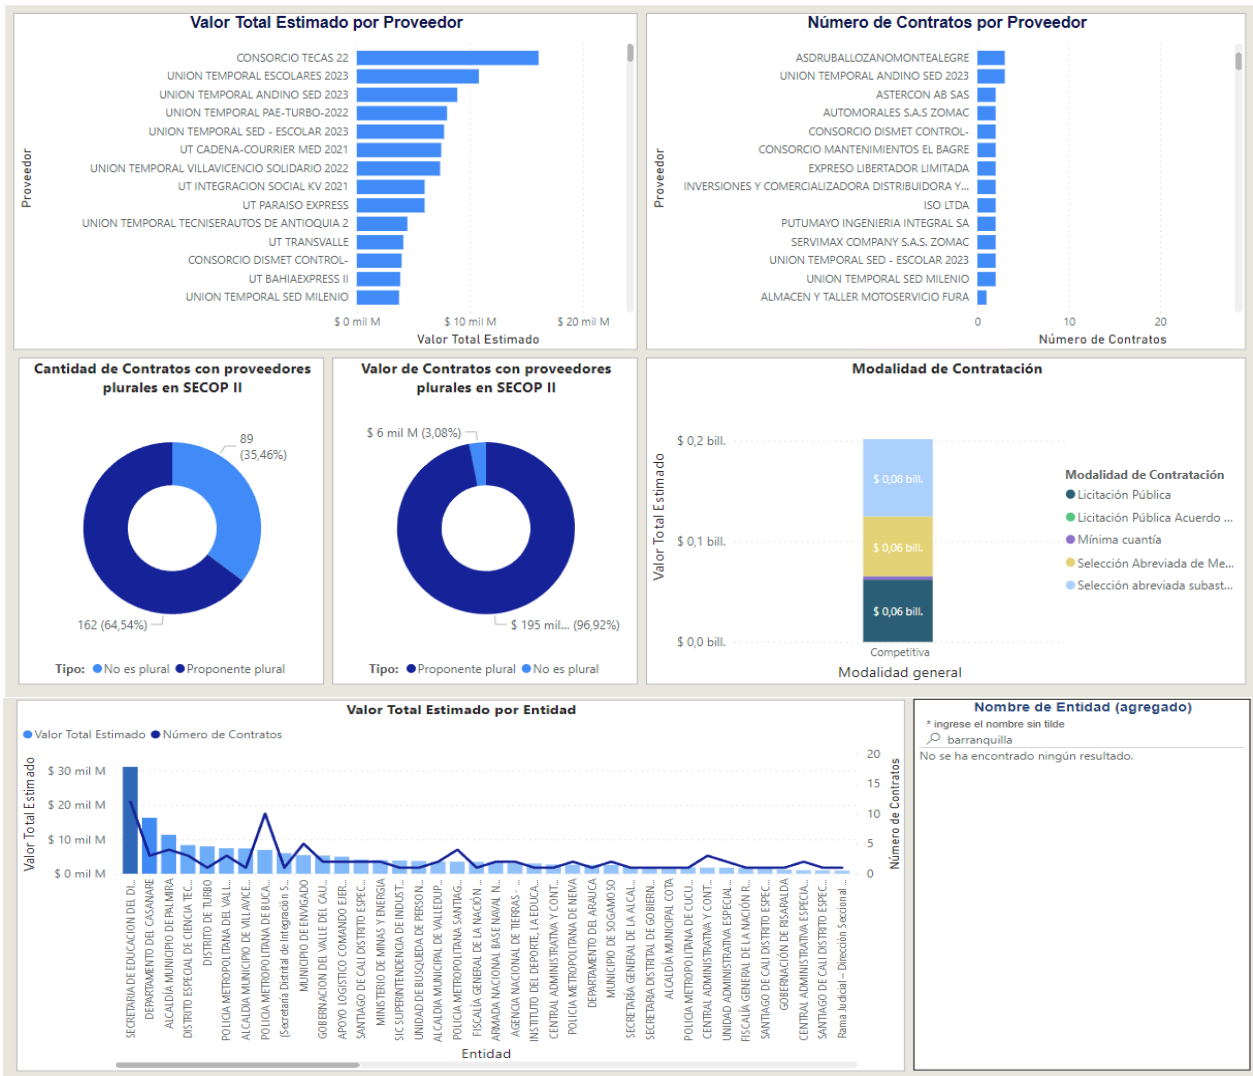 Valor Total Estimado por Proveedor
Proveedor
CONSORCIO TECAS 22
UNION TEMPORAL ESCOLARES 2023
UNION TEMPORAL ANDINO SED 2023
UNION TEMPORAL PAE-TURBO-2022
UNION TEMPORAL SED - ESCOLAR 2023
UT CADENA-COURRIER MED 2021
UNION TEMPORAL VILLAVICENCIO SOLIDARIO 2022
UT INTEGRACION SOCIAL KV 2021
UT PARAISO EXPRESS
UNION TEMPORAL TECNISERAUTOS DE ANTIOQUIA 2
UT TRANSVALLE
CONSORCIO DISMET CONTROL-
UT BAHIAEXPRESS II
UNION TEMPORAL SED MILENIO
$ 0 mil M $ 10 mil M $ 20 mil M
Valor Total Estimado
Número de Contratos por Proveedor
Proveedor
ASDRUBALLOZANOMONTEALEGRE
UNION TEMPORAL ANDINO SED 2023
ASTERCON AB SAS
AUTOMORALES S.A.S ZOMAC
CONSORCIO DISMET CONTROL-
CONSORCIO MANTENIMIENTOS EL BAGRE
EXPRESO LIBERTADOR LIMITADA
INVERSIONES Y COMERCIALIZADORA DISTRIBUIDORA Y...
ISO LTDA
PUTUMAYO INGENIERIA INTEGRAL SA
SERVIMAX COMPANY S.A.S. ZOMAC
UNION TEMPORAL SED - ESCOLAR 2023
UNION TEMPORAL SED MILENIO
ALMACEN Y TALLER MOTOSERVICIO FURA
0 10 20
Número de Contratos
Cantidad de Contratos con proveedores
plurales en SECOP II
89
(35,46%)
162 (64,54%)
Tipo: No es plural Proponente plural
Valor de Contratos con proveedores
plurales en SECOP II
$ 6 mil M (3,08%)
$ 195 mil... (96,92%)
Tipo: Proponente plural No es plural
Modalidad de Contratación
Valor Total Estimado
$ 0,2 bill.
$ 0,1 bill.
$ 0,0 bill.
$ 0,08 bill.
$ 0,06 bill.
$ 0,06 bill.
Competitiva
Modalidad general
Modalidad de Contratación
Licitación Pública
Licitación Pública Acuerdo ...
Mínima cuantía
Selección Abreviada de Me...
Selección abreviada subast...
Valor Total Estimado por Entidad
Valor Total Estimado Número de Contratos
Valor Total Estimado
$ 30 mil M
$ 20 mil M
$ 10 mil M
$ 0 mil M
20
15
10
5
0
Número de Contratos
SECRETARIA DE EDUCACION DEL DI...
DEPARTAMENTO DEL CASANARE
ALCALDÍA MUNICIPIO DE PALMIRA
DISTRITO ESPECIAL DE CIENCIA TEC...
DISTRITO DE TURBO
POLICIA METROPOLITANA DEL VALL...
ALCALDIA MUNICIPIO DE VILLAVICE...
POLICIA METROPOLITANA DE BUCA...
(Secretaría Distrital de Integración S...
MUNICIPIO DE ENVIGADO
GOBERNACION DEL VALLE DEL CAU...
APOYO LOGISTICO COMANDO EJER...
SANTIAGO DE CALI DISTRITO ESPEC...
MINISTERIO DE MINAS Y ENERGIA
SIC SUPERINTENDENCIA DE INDUST...
UNIDAD DE BUSQUEDA DE PERSON...
ALCALDIA MUNICIPAL DE VALLEDUP...
POLICIA METROPOLITANA SANTIAG...
FISCALÍA GENERAL DE LA NACIÓN ...
ARMADA NACIONAL BASE NAVAL N...
AGENCIA NACIONAL DE TIERRAS - ...
INSTITUTO DEL DEPORTE, LA EDUCA...
CENTRAL ADMINISTRATIVA Y CONT...
POLICIA METROPOLITANA DE NEIVA
DEPARTAMENTO DEL ARAUCA
MUNICIPIO DE SOGAMOSO
SECRETARÍA GENERAL DE LA ALCAL...
SECRETARIA DISTRITAL DE GOBIERN...
ALCALDÍA MUNICIPAL COTA
POLICIA METROPOLITANA DE CUCU...
CENTRAL ADMINISTRATIVA Y CONT...
UNIDAD ADMINISTRATIVA ESPECIAL...
FISCALÍA GENERAL DE LA NACIÓN R...
SANTIAGO DE CALI DISTRITO ESPEC...
GOBERNACIÓN DE RISARALDA
CENTRAL ADMINISTRATIVA ESPECIA...
SANTIAGO DE CALI DISTRITO ESPEC...
Rama Judicial – Dirección Seccional ...
Entidad
Nombre de Entidad (agregado)
* ingrese el nombre sin tilde
barranquilla
No se ha encontrado ningún resultado.